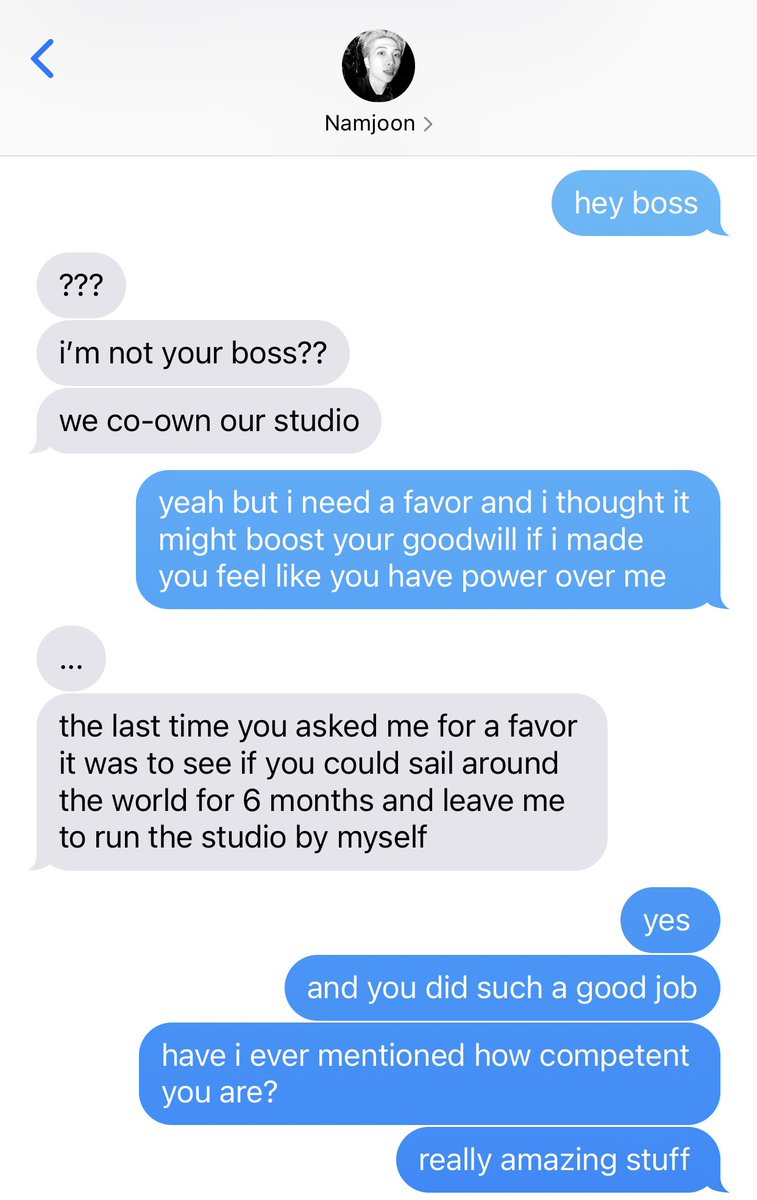 Namjoon
hey boss
???
i’m not your boss??
we co-own our studio
yeah but i need a favor and i thought it
might boost your goodwill if i made
you feel like you have power over me
...
the last time you asked me for a favor
it was to see if you could sail around
the world for 6 months and leave me
to run the studio by myself
yes
and you did such a good job
have i ever mentioned how competent
you are?
really amazing stuff